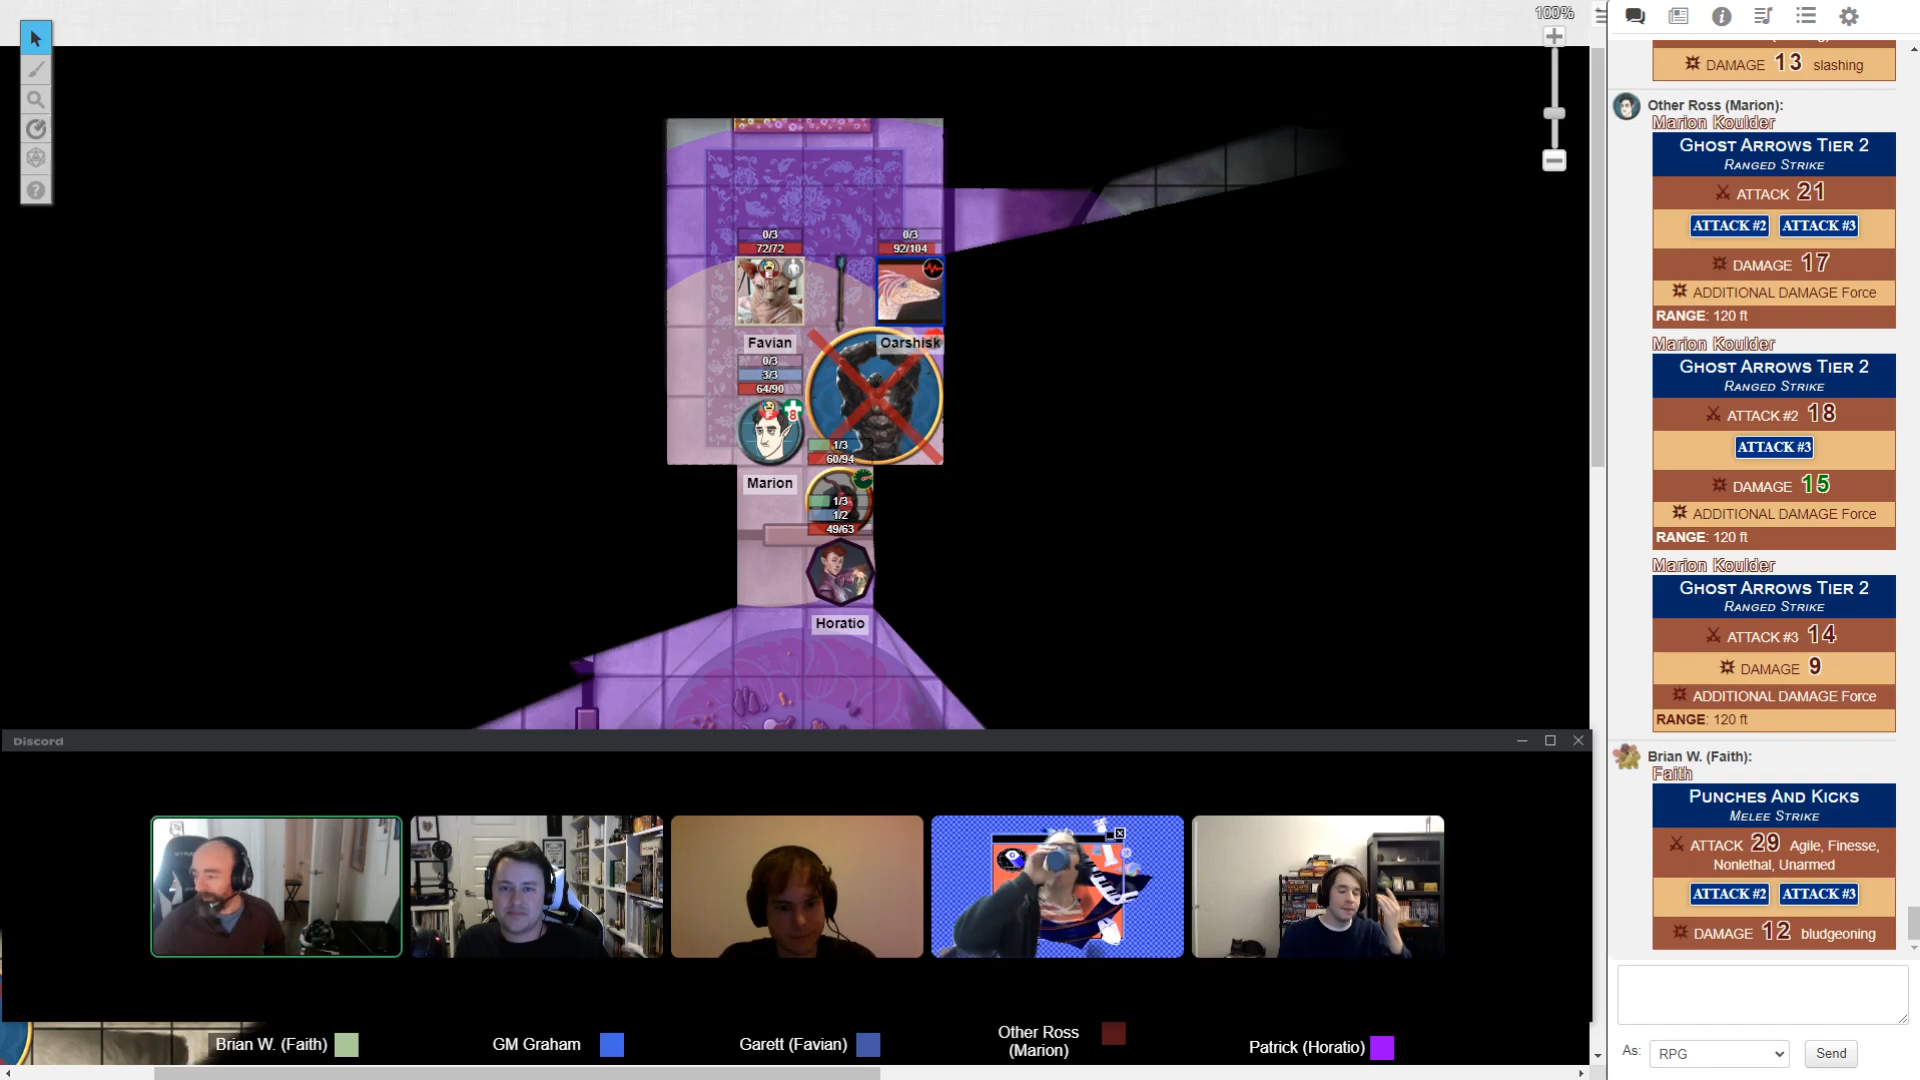 100%
DAMAGE 13 slashing
Other Ross (Marion):
Marion Koulder
GHOST ARROWS TIER 2
RANGED STRIKE
ATTACK 21
ATTACK #2 ATTACK #3
DAMAGE 17
ADDITIONAL DAMAGE Force
RANGE: 120 ft
Marion Koulder
GHOST ARROWS TIER 2
RANGED STRIKE
ATTACK #2 18
ATTACK #3
DAMAGE 15
ADDITIONAL DAMAGE Force
RANGE: 120 ft
Marion Koulder
GHOST ARROWS TIER 2
RANGED STRIKE
ATTACK #3 14
DAMAGE 9
ADDITIONAL DAMAGE Force
RANGE: 120 ft
Brian W. (Faith):
Faith
PUNCHES AND KICKS
MELEE STRIKE
ATTACK 29 Agile, Finesse,
Nonlethal, Unarmed
ATTACK #2 ATTACK #3
DAMAGE 12 bludgeoning
As: RPG Send
0/3
72/72
Favian
0/3
92/104
Oarshisk
0/3
3/3
64/90
8
Marion
1/3
60/94
1/3
1/2
49/63
Horatio
Discord
Brian W. (Faith)
GM Graham
Garett (Favian)
Other Ross
(Marion)
Patrick (Horatio)